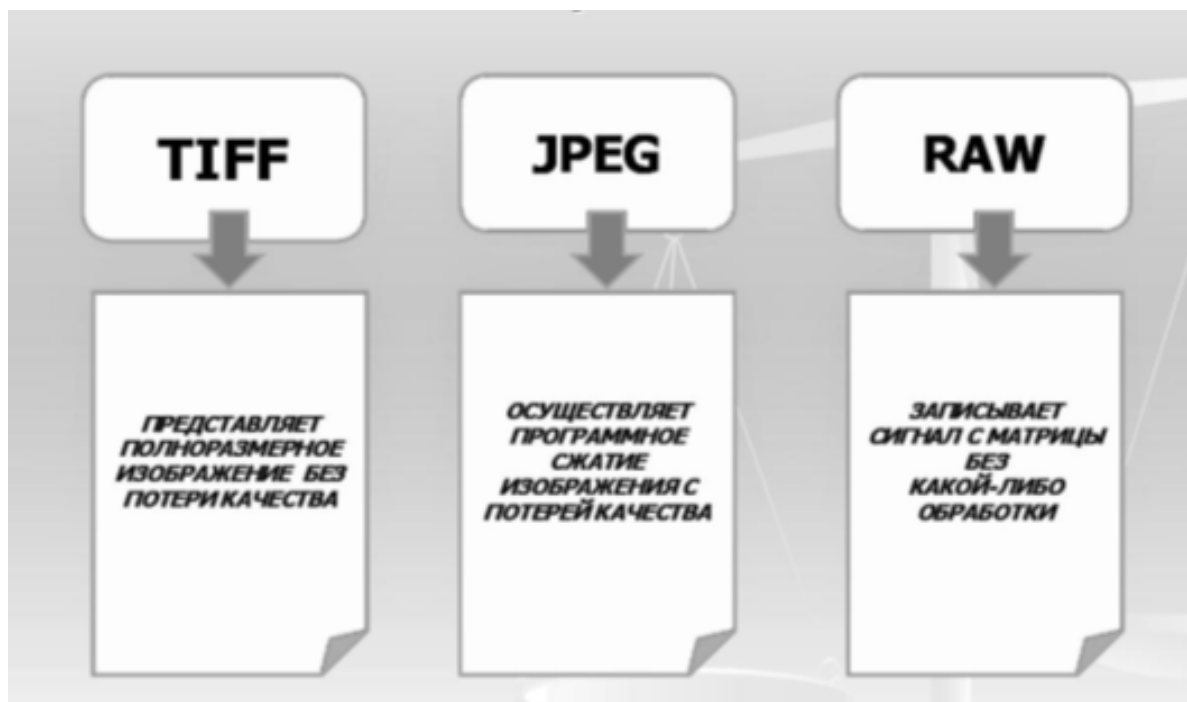 TIFF
JPEG
RAW
ПРЕДСТАВЛЯЕТ
ПОЛНОРАЗМЕРНОЕ
ИЗОБРАЖЕНИЕ БЕЗ
ПОТЕРИ КАЧЕСТВА
ОСУЩЕСТВЛЯЕТ
ПРОГРАММНОЕ
СЖАТИЕ
ИЗОБРАЖЕНИЯ С
ПОТЕРЕЙ КАЧЕСТВА
ЗАПИСЫВАЕТ
СИГНАЛ С МАТРИЦЫ
БЕЗ
КАКОЙ-ЛИБО
ОБРАБОТКИ